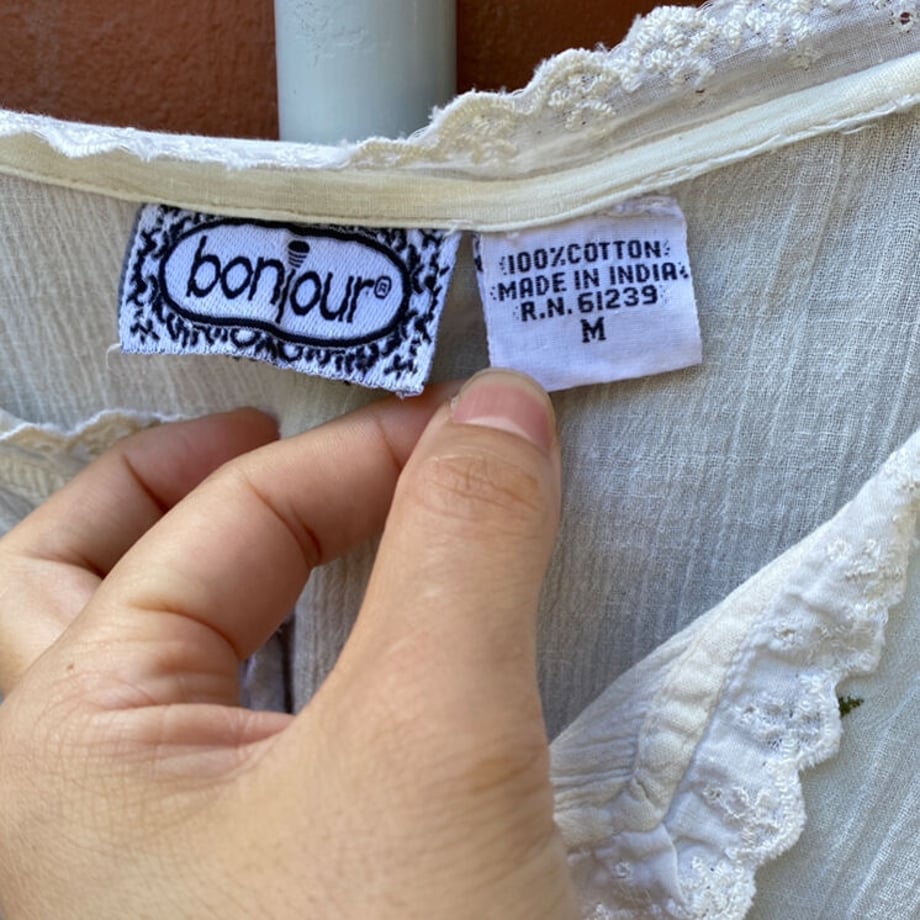 bonjour®
100%COTTON
MADE IN INDIA
R.N. 61239
M